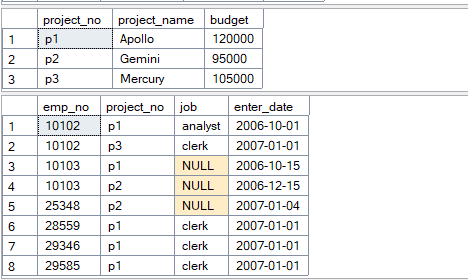 project_no project_name budget
1 p1 Apollo 120000
2 p2 Gemini 95000
3 p3 Mercury 105000
emp_no project_no job enter_date
1 10102 p1 analyst 2006-10-01
2 10102 p3 clerk 2007-01-01
3 10103 p1 NULL 2006-10-15
4 10103 p2 NULL 2006-12-15
5 25348 p2 NULL 2007-01-04
6 28559 p1 clerk 2007-01-01
7 29346 p1 clerk 2007-01-01
8 29585 p1 clerk 2007-01-01